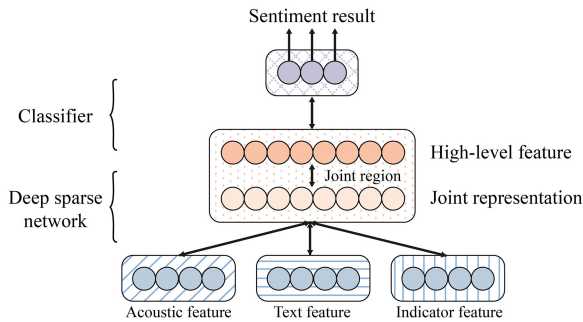 Sentiment result
Classifier
High-level feature
Joint region
Deep sparse
network
Joint representation
Acoustic feature
Text feature
Indicator feature